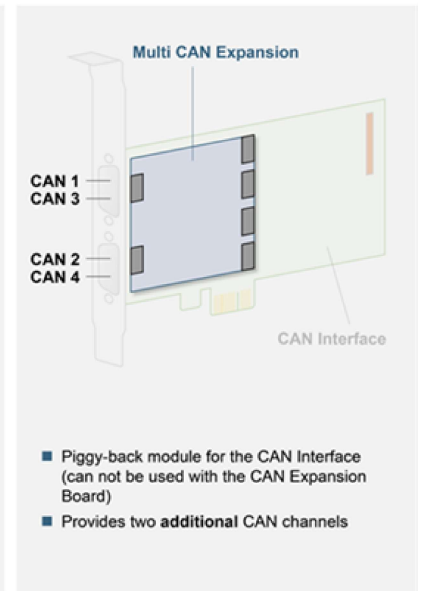 Multi CAN Expansion
CAN 1
CAN 3
CAN 2
CAN 4
CAN Interface
Piggy-back module for the CAN Interface
(can not be used with the CAN Expansion
Board)
Provides two additional CAN channels